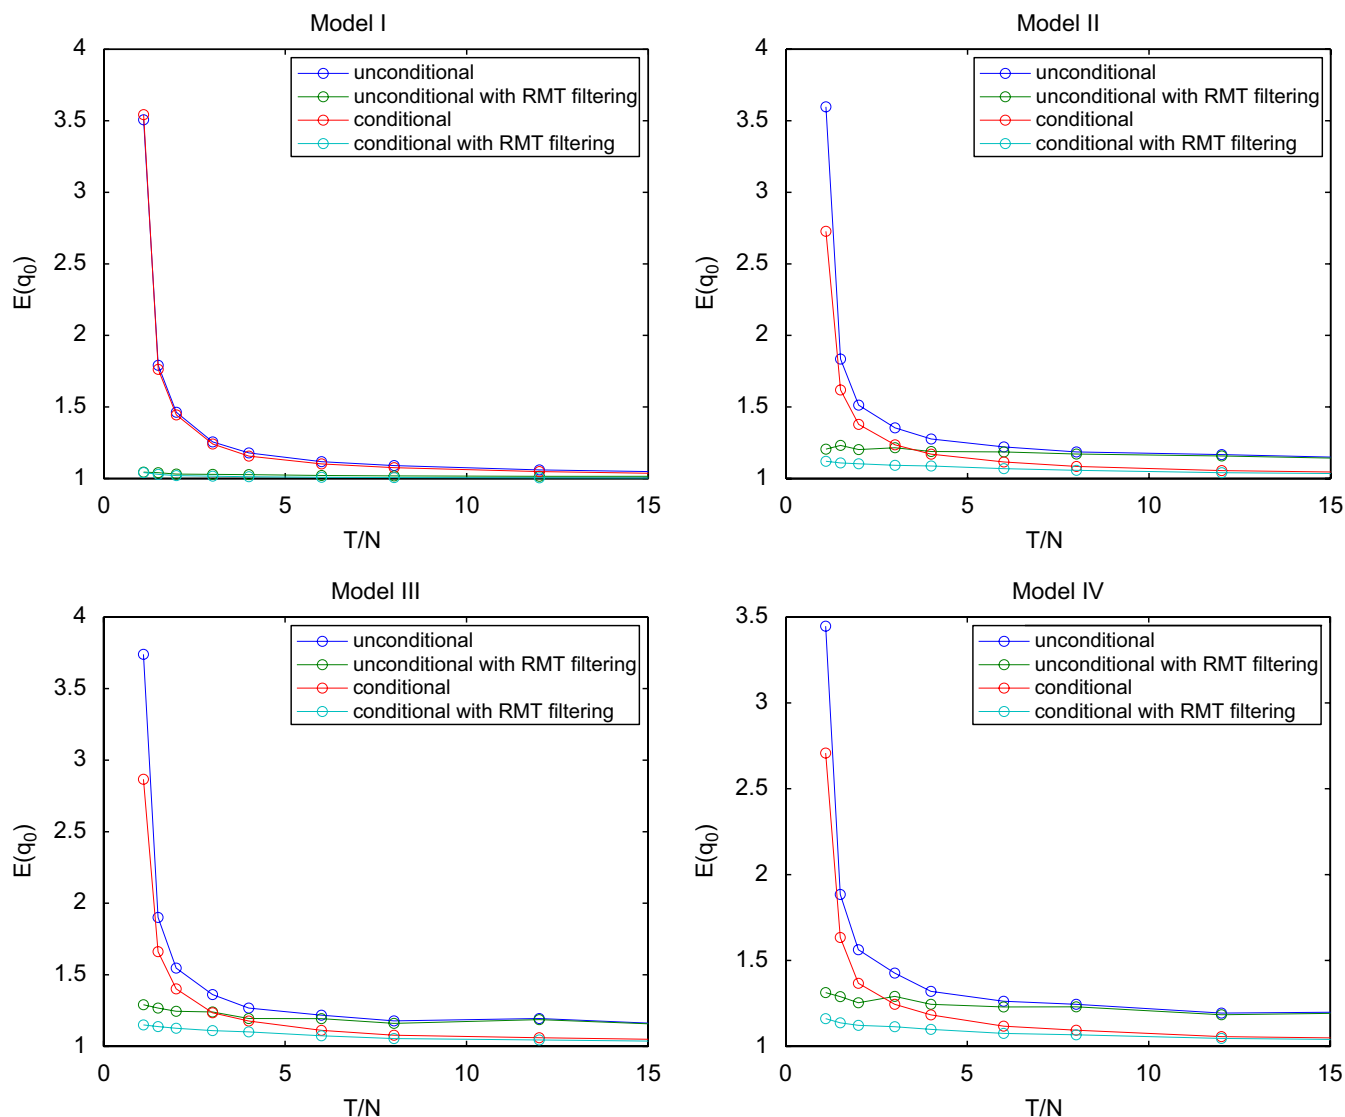 Model I
4
3.5
3
2.5
2
1.5
1
E(q0)
0
5
10
15
T/N
unconditional
unconditional with RMT filtering
conditional
conditional with RMT filtering
Model II
4
3.5
3
2.5
2
1.5
1
E(q0)
0
5
10
15
T/N
unconditional
unconditional with RMT filtering
conditional
conditional with RMT filtering
Model III
4
3.5
3
2.5
2
1.5
1
E(q0)
0
5
10
15
T/N
unconditional
unconditional with RMT filtering
conditional
conditional with RMT filtering
Model IV
3.5
3
2.5
2
1.5
1
E(q0)
0
5
10
15
T/N
unconditional
unconditional with RMT filtering
conditional
conditional with RMT filtering